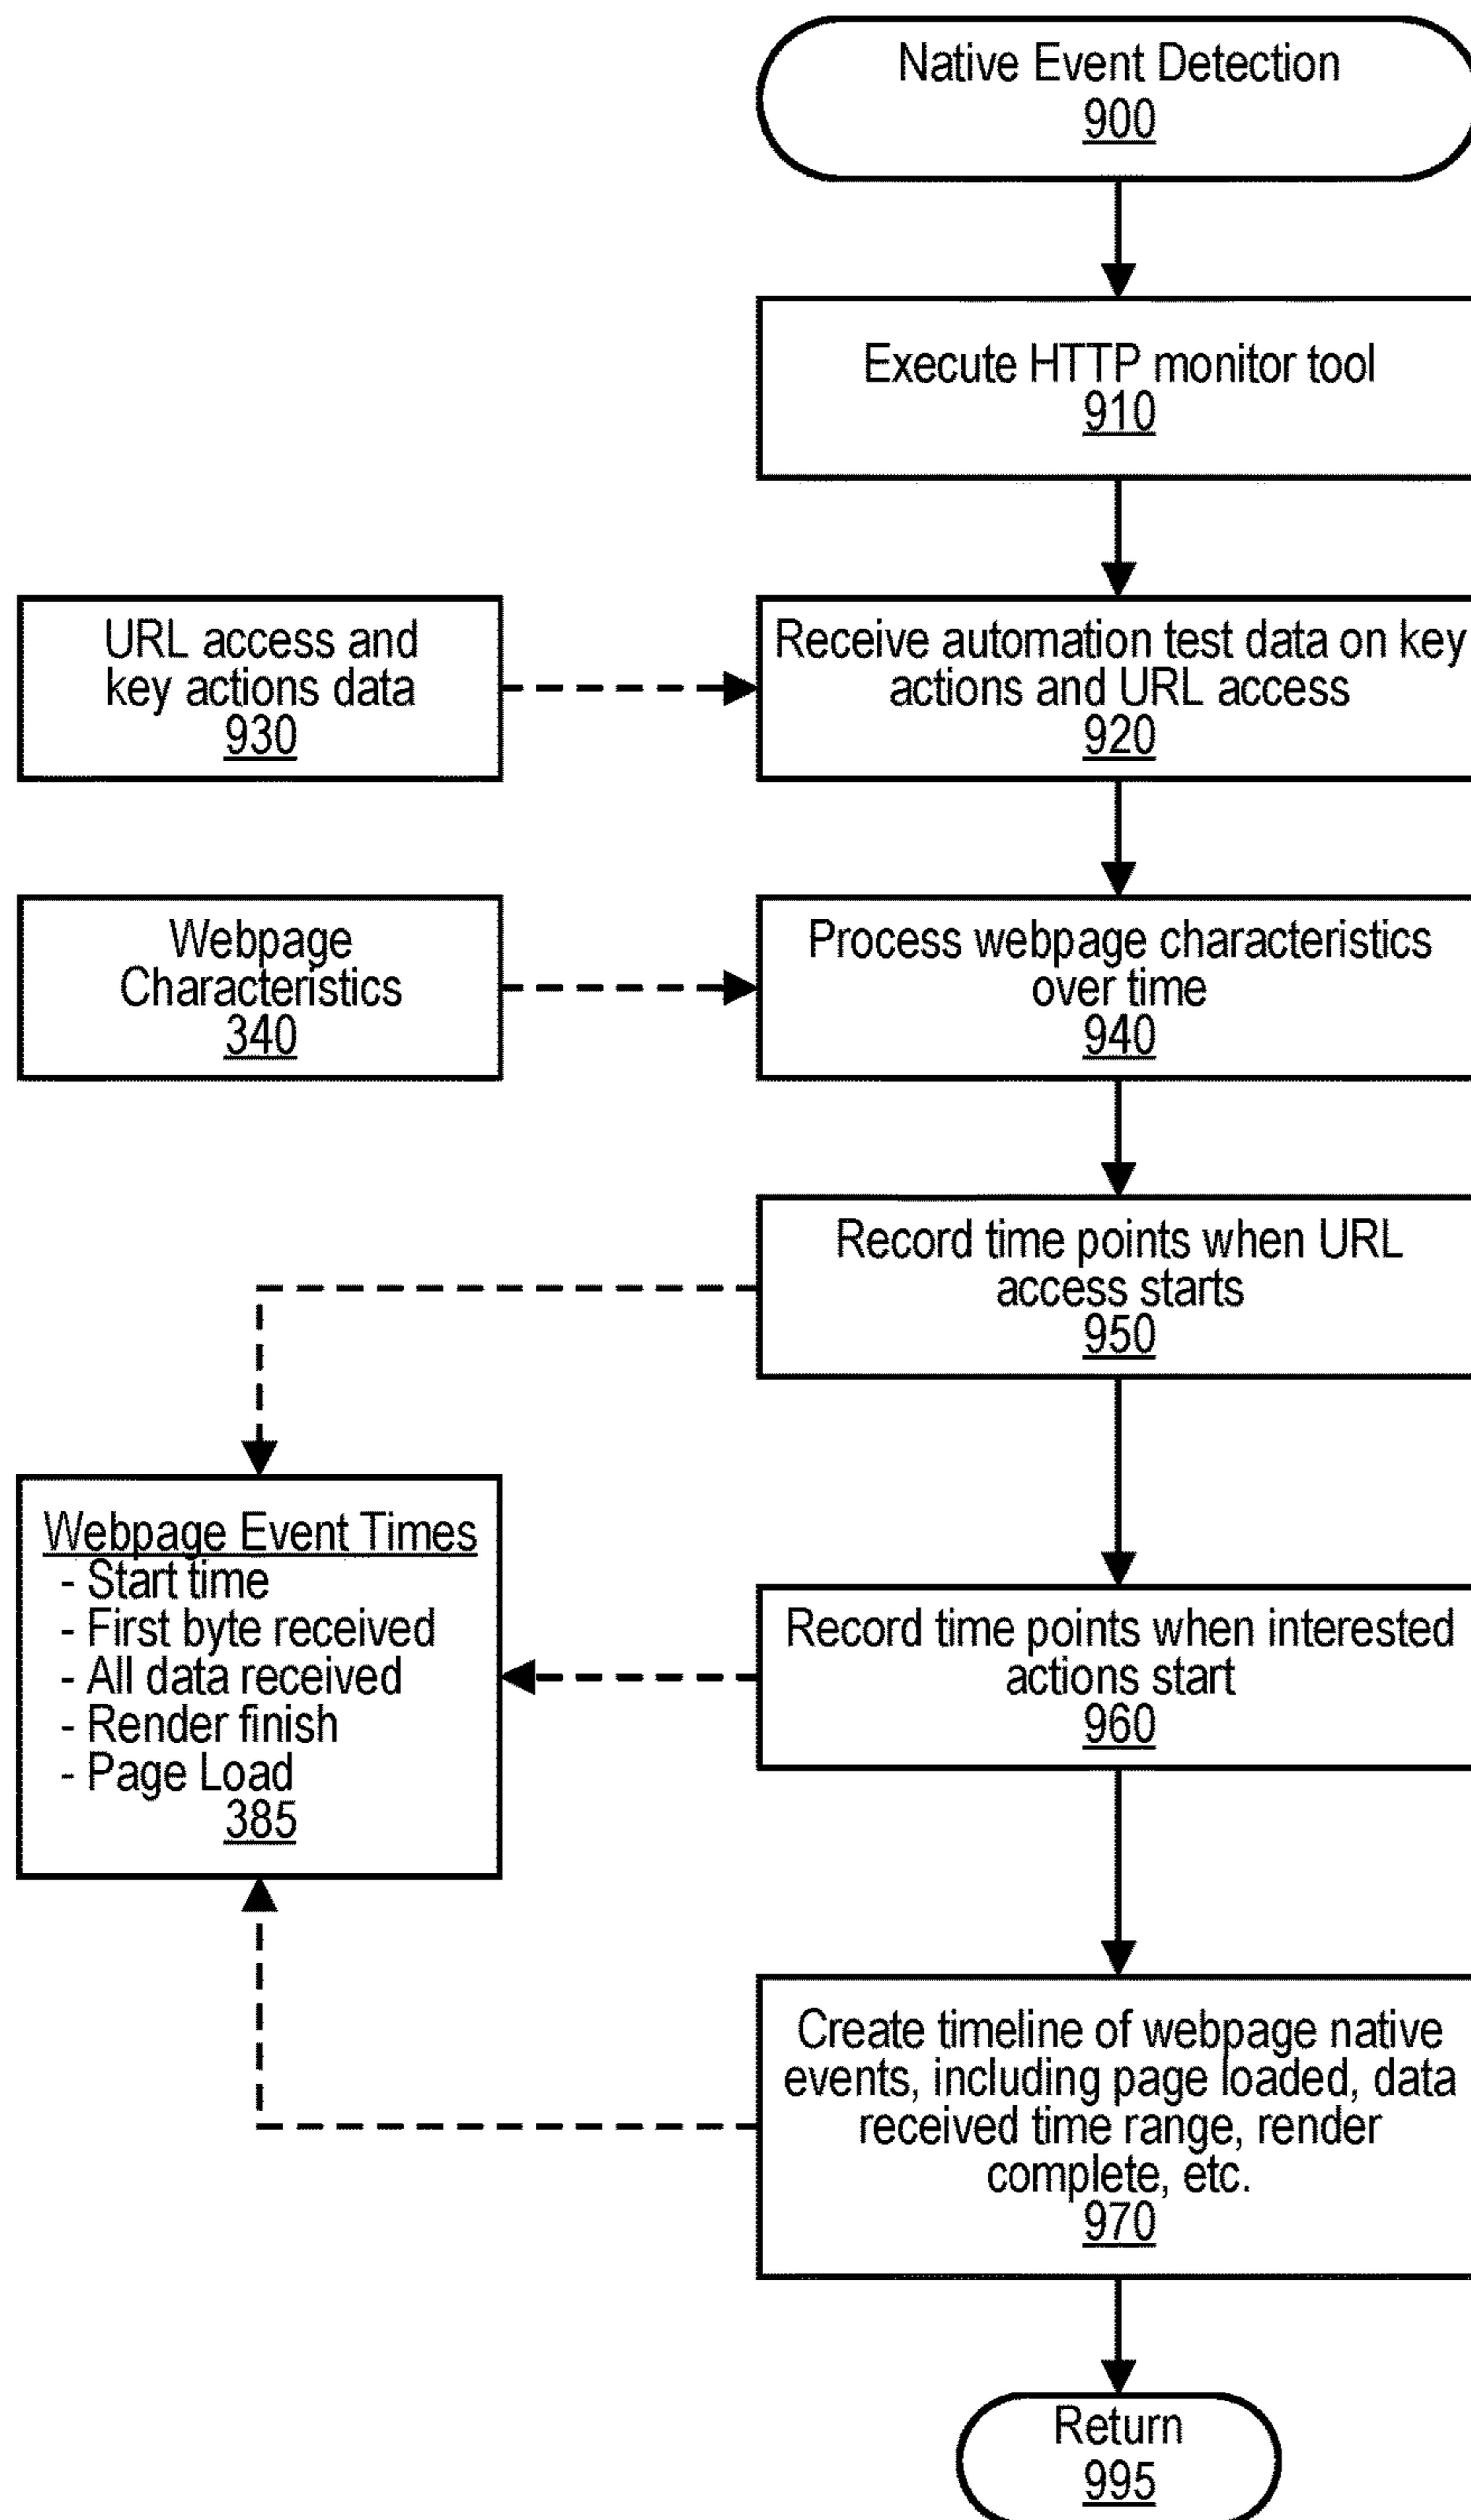 Native Event Detection
900
Execute HTTP monitor tool
910
URL access and
key actions data
930
Receive automation test data on key
actions and URL access
920
Webpage
Characteristics
340
Process webpage characteristics
over time
940
Record time points when URL
access starts
950
Webpage Event Times
- Start time
- First byte received
- All data received
- Render finish
- Page Load
385
Record time points when interested
actions start
960
Create timeline of webpage native
events, including page loaded, data
received time range, render
complete, etc.
970
Return
995